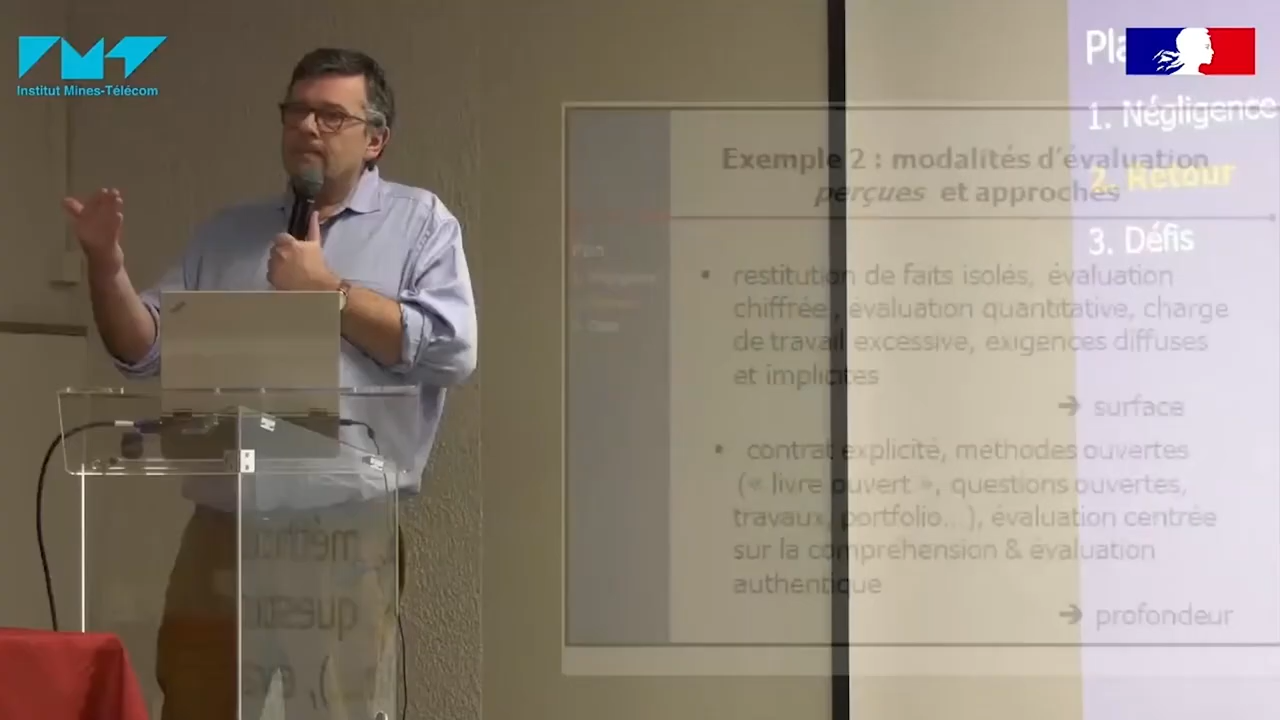 Institut Mines-Télécom
1. Négligence
2. Retour
3. Défis
Exemple 2 : modalités d'évaluation
perçues et approches
▪ restitution de faits isolés, évaluation
chiffrée, évaluation quantitative, charge
de travail excessive, exigences diffuses
et implicites
→ surface
▪ contrat explicité, méthodes ouvertes
(« livre ouvert », questions ouvertes,
travaux, portfolio...), évaluation centrée
sur la compréhension & évaluation
authentique
→ profondeur